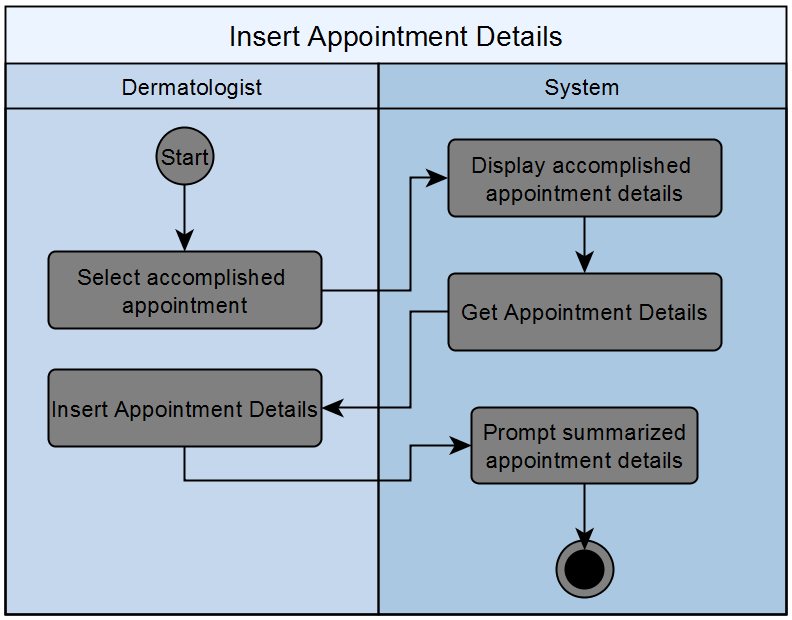 Insert Appointment Details
Dermatologist
System
Start
Display accomplished
appointment details
Select accomplished
appointment
Get Appointment Details
Insert Appointment Details
Prompt summarized
appointment details